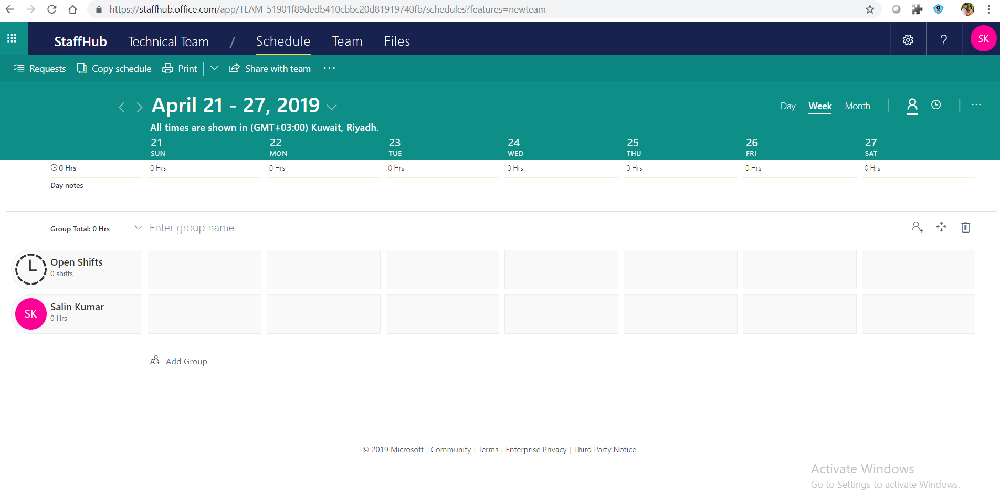 https://staffhub.office.com/app/TEAM_51901f89dedb410cbbc20d81919740fb/schedules?features=newteam
StaffHub Technical Team / Schedule Team Files ? SK
Requests Copy schedule Print Share with team ...
April 21 - 27, 2019 Day Week Month ...
All times are shown in (GMT+03:00) Kuwait, Riyadh.
21 22 23 24 25 26 27
SUN MON TUE WED THU FRI SAT
0 Hrs 0 Hrs 0 Hrs 0 Hrs 0 Hrs 0 Hrs 0 Hrs 0 Hrs
Day notes
Group Total: 0 Hrs Enter group name
Open Shifts
0 shifts
SK Salin Kumar
0 Hrs
Add Group
© 2019 Microsoft | Community | Terms | Enterprise Privacy | Third Party Notice
Activate Windows
Go to Settings to activate Windows.